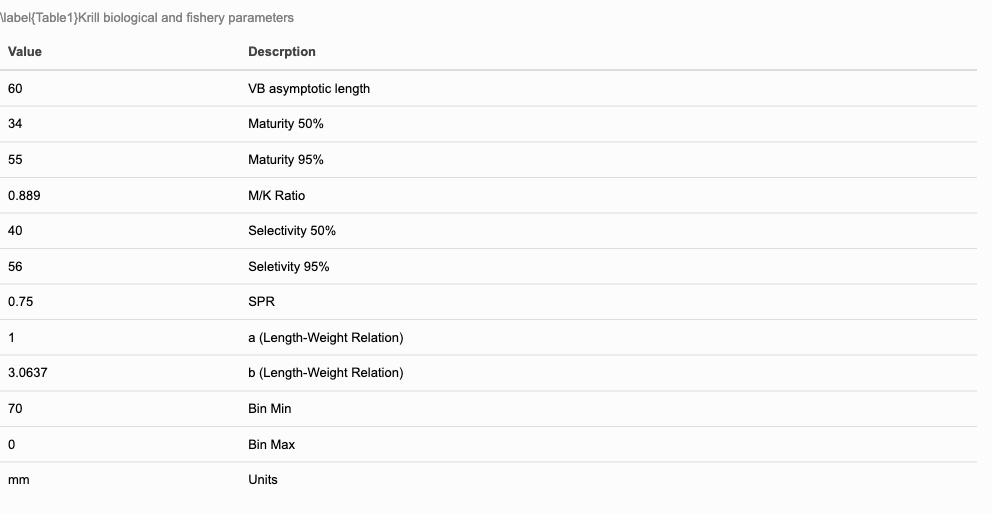 \label{Table1}Krill biological and fishery parameters
Value Descrption
60 VB asymptotic length
34 Maturity 50%
55 Maturity 95%
0.889 M/K Ratio
40 Selectivity 50%
56 Seletivity 95%
0.75 SPR
1 a (Length-Weight Relation)
3.0637 b (Length-Weight Relation)
70 Bin Min
0 Bin Max
mm Units